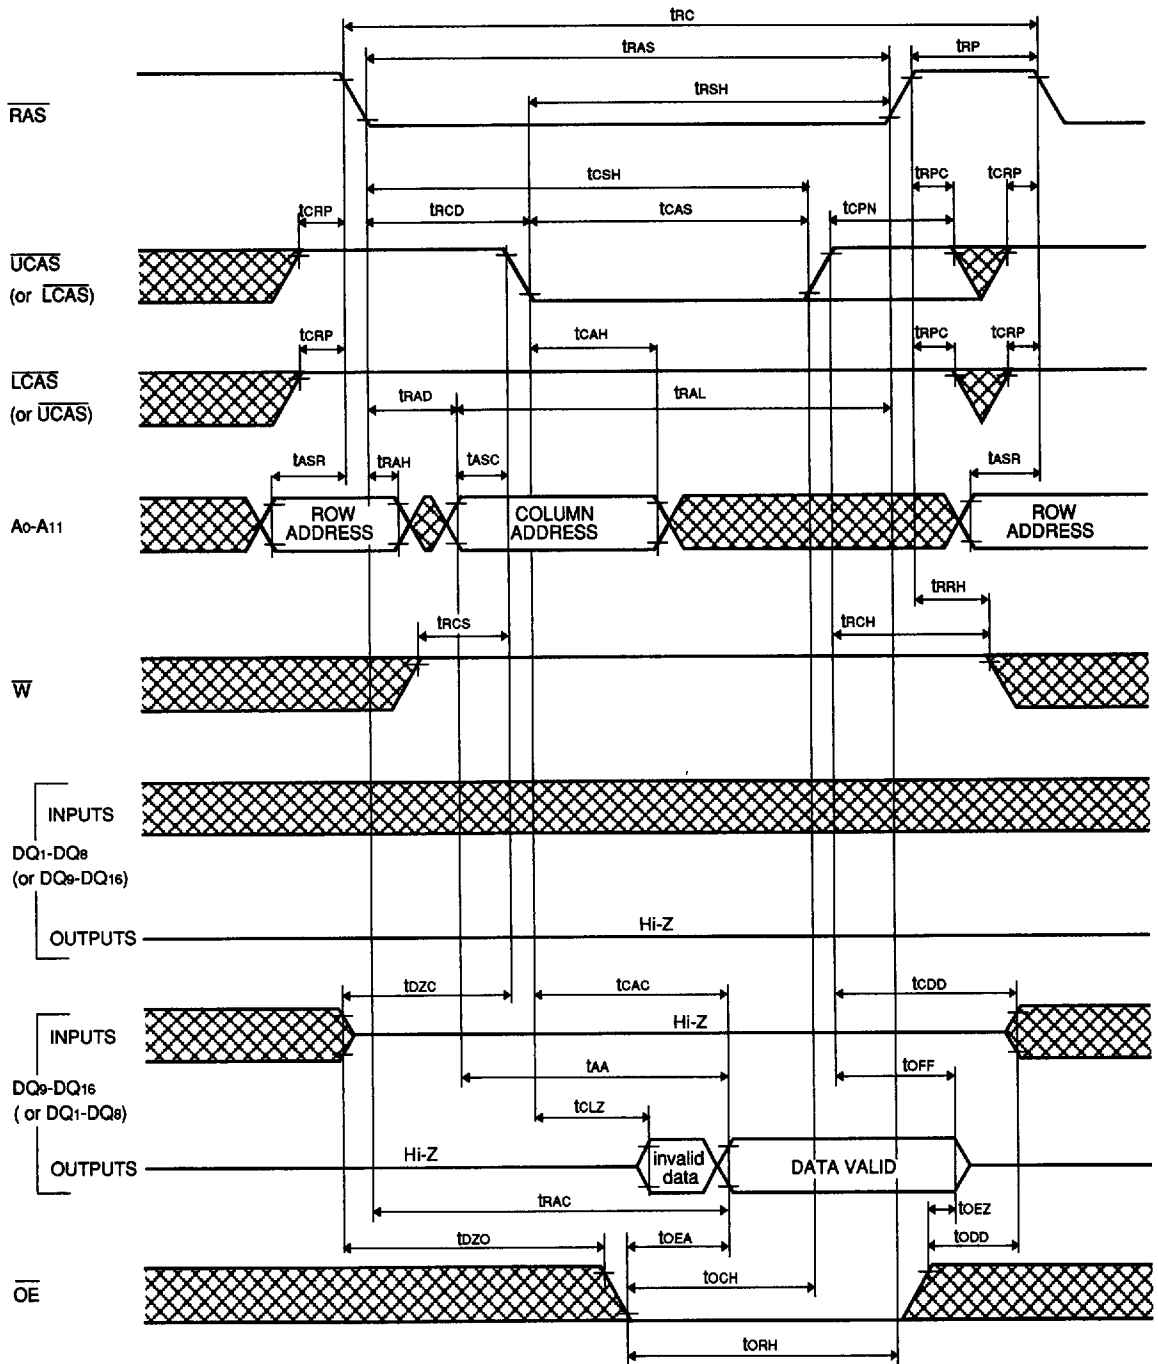 tRC
tRAS
tRP
tRSH
RAS
tCSH
tRPC
tCRP
tCRP
tRCD
tCAS
tCPN
UCAS
(or LCAS)
tCRP
tCAH
tRPC
tCRP
LCAS
(or UCAS)
tRAD
tRAL
tASR
tRAH
tASC
tASR
A0-A11
ROW
ADDRESS
COLUMN
ADDRESS
ROW
ADDRESS
tRRH
tRCS
tRCH
W
INPUTS
DQ1-DQ8
(or DQ9-DQ16)
OUTPUTS
Hi-Z
tDZC
tCAC
tCDD
INPUTS
Hi-Z
tAA
tOFF
DQ9-DQ16
( or DQ1-DQ8)
tCLZ
OUTPUTS
Hi-Z
invalid
data
DATA VALID
tRAC
tOEZ
tDZO
tOEA
tODD
OE
tOCH
tORH